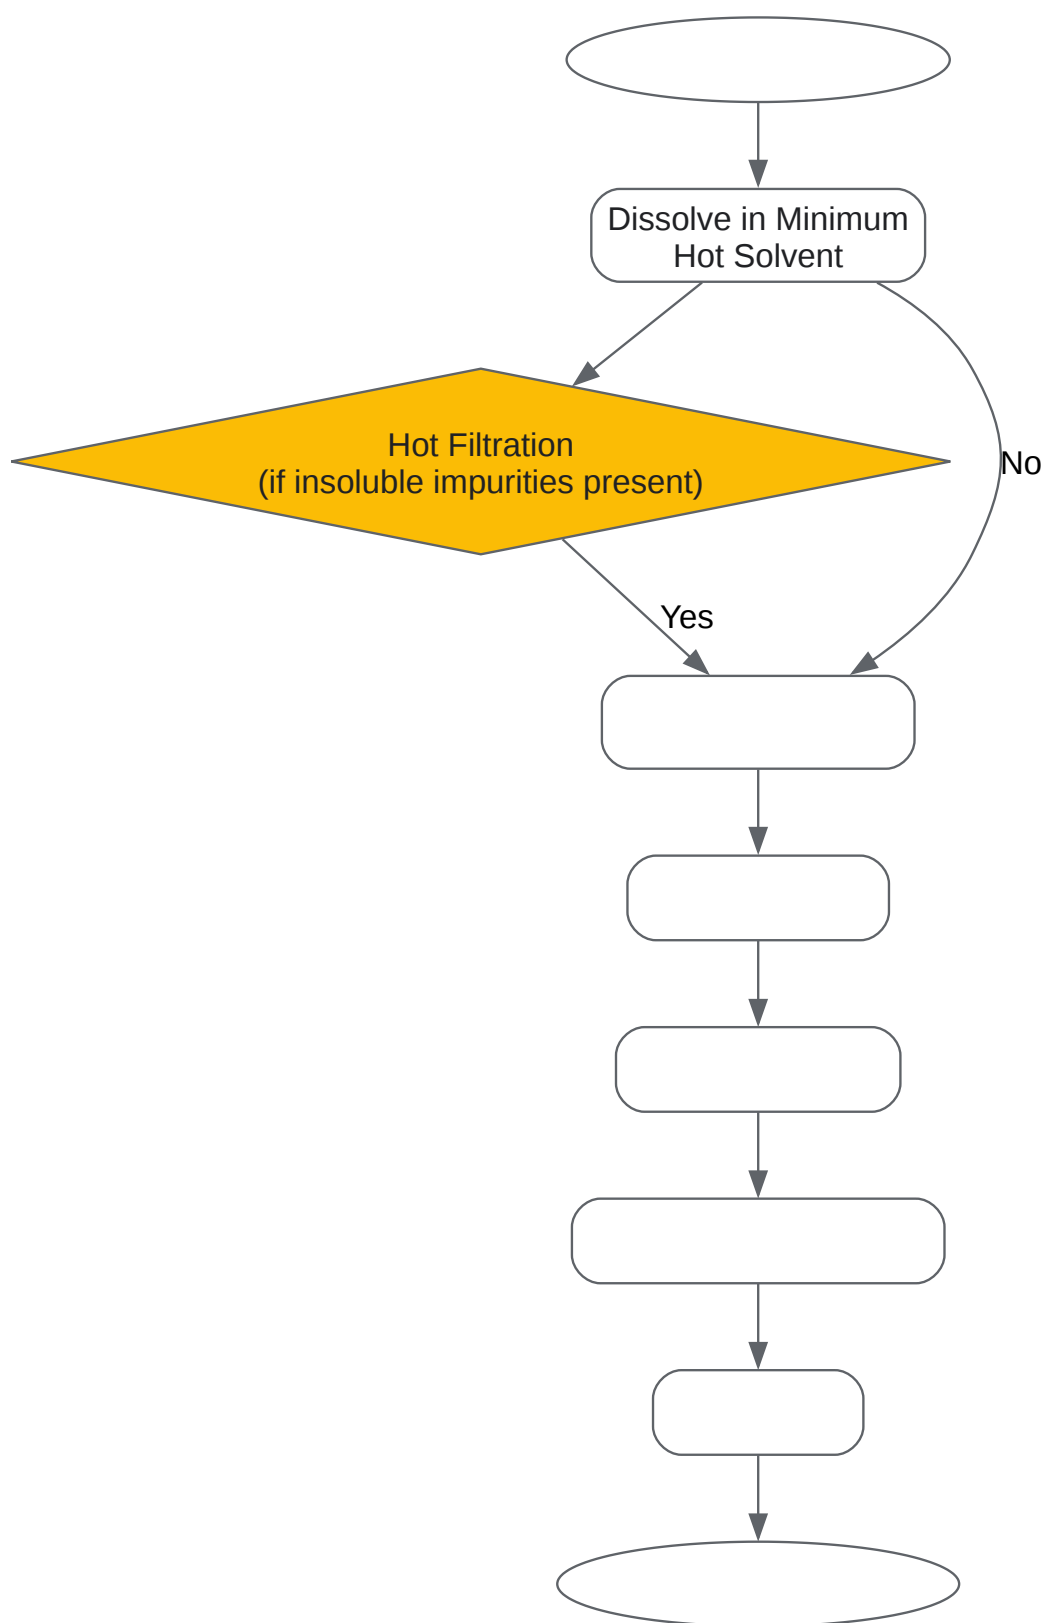 Dissolve in Minimum
Hot Solvent
Hot Filtration
(if insoluble impurities present)
No
Yes